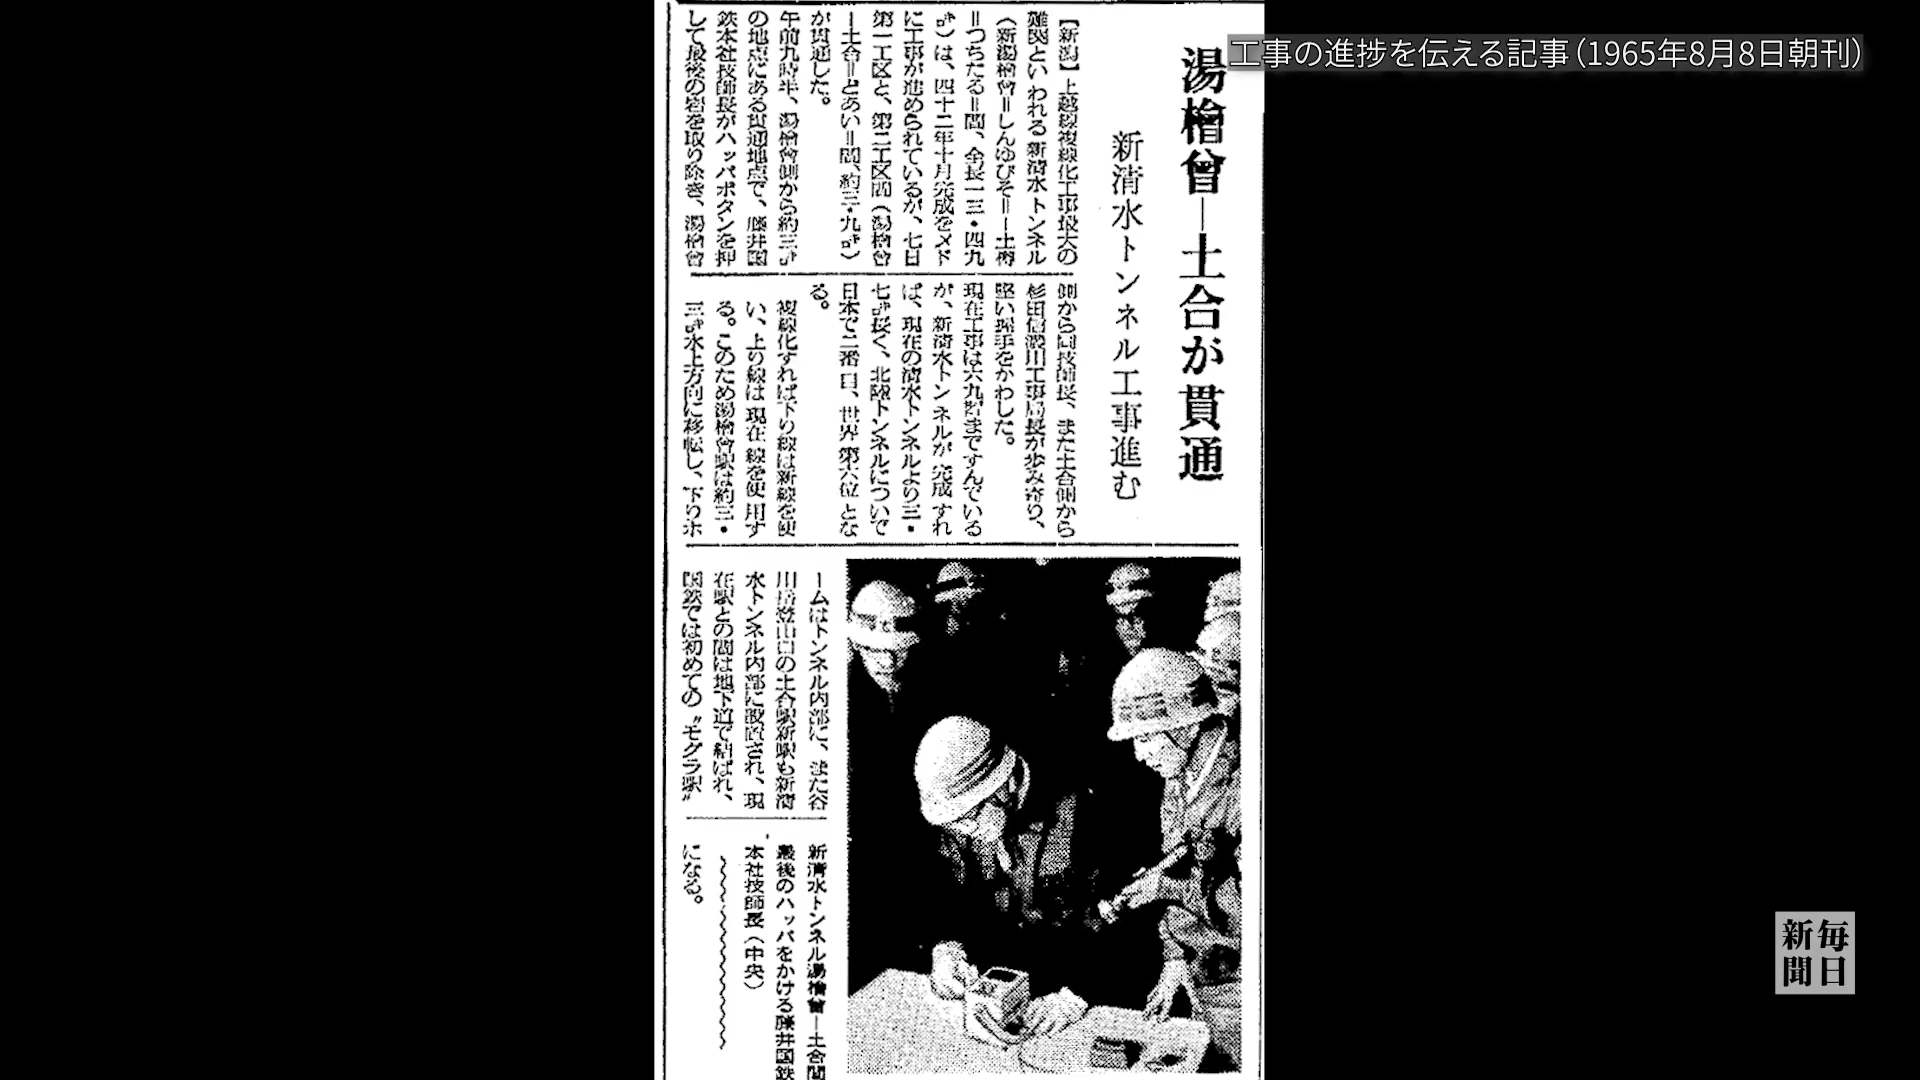 工事の進捗を伝える記事（1965年8月8日朝刊）
湯檜曾―土合が貫通
新清水トンネル工事進む
【新潟】上越線複線化工事最大の
難関といわれる新清水トンネル
（新湯檜曾＝しんゆびそ＝―土樽
＝つちたる＝間、全長一三・四九
㌔）は、四十二年十月完成をメド
に工事が進められているが、七日
第一工区と、第二工区間（湯檜曾
―土合＝どあい＝間、約三・九㌔）
が貫通した。
午前九時半、湯檜曾側から約三㌔
の地点にある貫通地点で、藤井国
鉄本社技師長がハッパボタンを押
して最後の岩を取り除き、湯檜曾
側から同技師長、また土合側から
杉田信濃川工事局長が歩み寄り、
堅い握手をかわした。
現在工事は六九㌫まですんでいる
が、新清水トンネルが完成すれ
ば、現在の清水トンネルより三・
七㌔長く、北陸トンネルについで
日本で二番目、世界第六位とな
る。
複線化すれば下り線は新線を使
い、上り線は現在線を使用す
る。このため湯檜曾駅は約三・
三㌔水上方向に移転し、下りホ
ームはトンネル内部に、また谷
川岳登山口の土合駅新駅も新清
水トンネル内部に設置され、現
在駅との間は地下道で結ばれ、
国鉄では初めての〝モグラ駅〟
になる。
新清水トンネル湯檜曾―土合間
最後のハッパをかける藤井国鉄
本社技師長（中央）
毎日
新聞